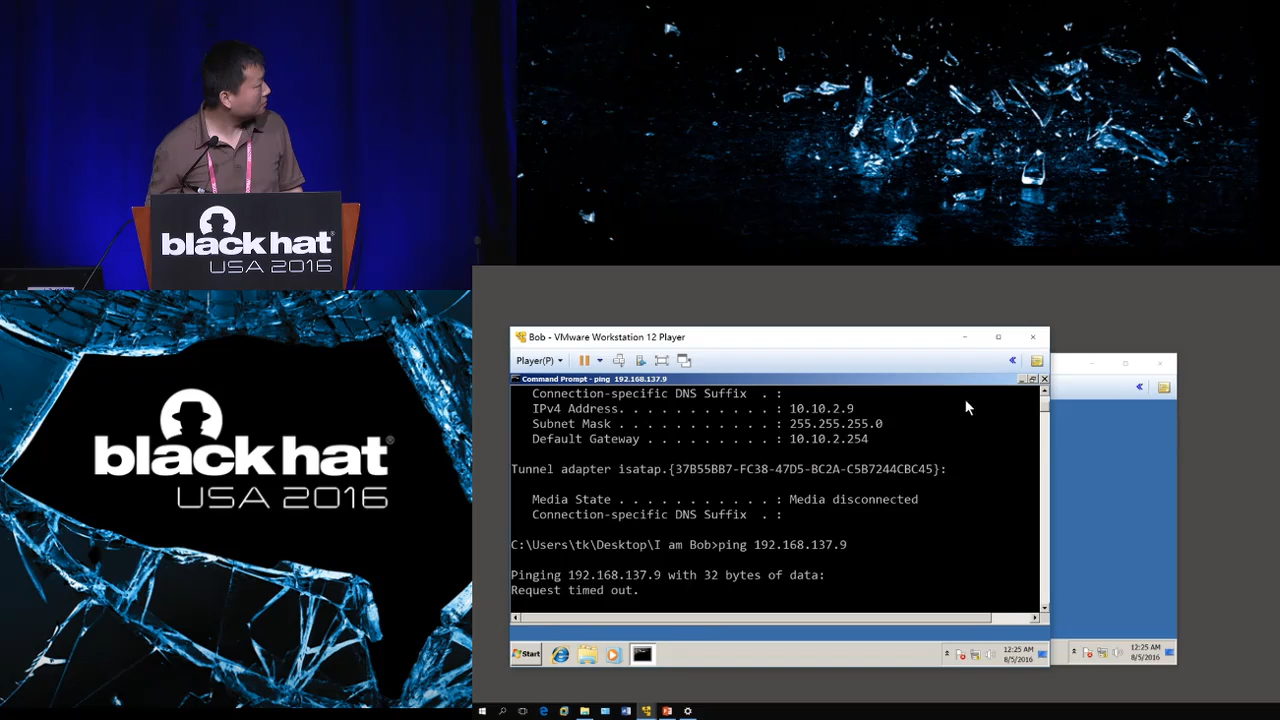 black hat®
USA 2016
black hat®
USA 2016
Bob - VMware Workstation 12 Player
Player(P)
Command Prompt - ping 192.168.137.9
Connection-specific DNS Suffix . :
IPv4 Address. . . . . . . . . . . : 10.10.2.9
Subnet Mask . . . . . . . . . . . : 255.255.255.0
Default Gateway . . . . . . . . . : 10.10.2.254
Tunnel adapter isatap.{37B55BB7-FC38-47D5-BC2A-C5B7244CBC45}:
Media State . . . . . . . . . . . : Media disconnected
Connection-specific DNS Suffix . :
C:\Users\tk\Desktop\I am Bob>ping 192.168.137.9
Pinging 192.168.137.9 with 32 bytes of data:
Request timed out.
Start
12:25 AM
8/5/2016
12:25 AM
8/5/2016